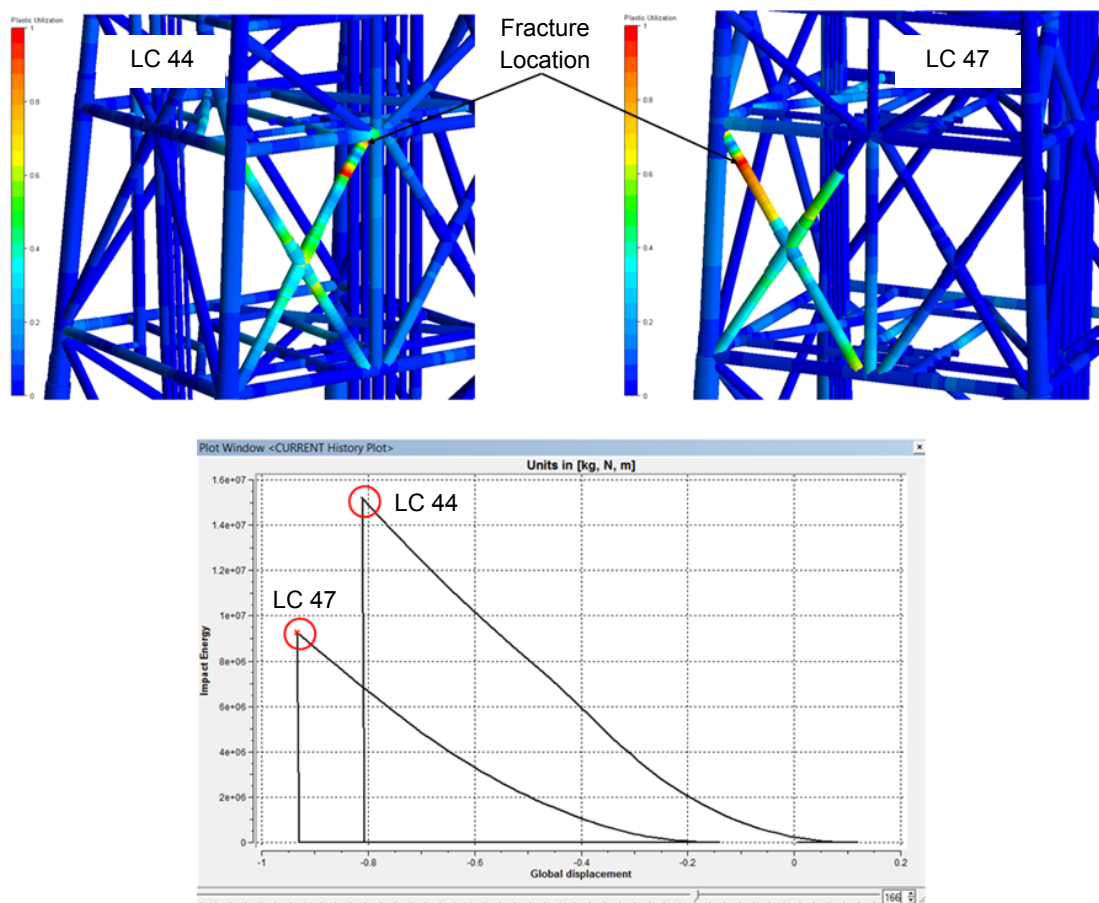 Plastic Utilization
1
LC 44
0.8
0.6
0.4
0.2
0
Fracture
Location
Plastic Utilization
1
LC 47
0.8
0.6
0.4
0.2
0
Plot Window <CURRENT History Plot>
Units in [kg, N, m]
1.6e+07
1.4e+07
1.2e+07
1e+07
8e+06
6e+06
4e+06
2e+06
0
Impact Energy
LC 44
LC 47
-1 -0.8 -0.6 -0.4 -0.2 0 0.2
Global displacement
166